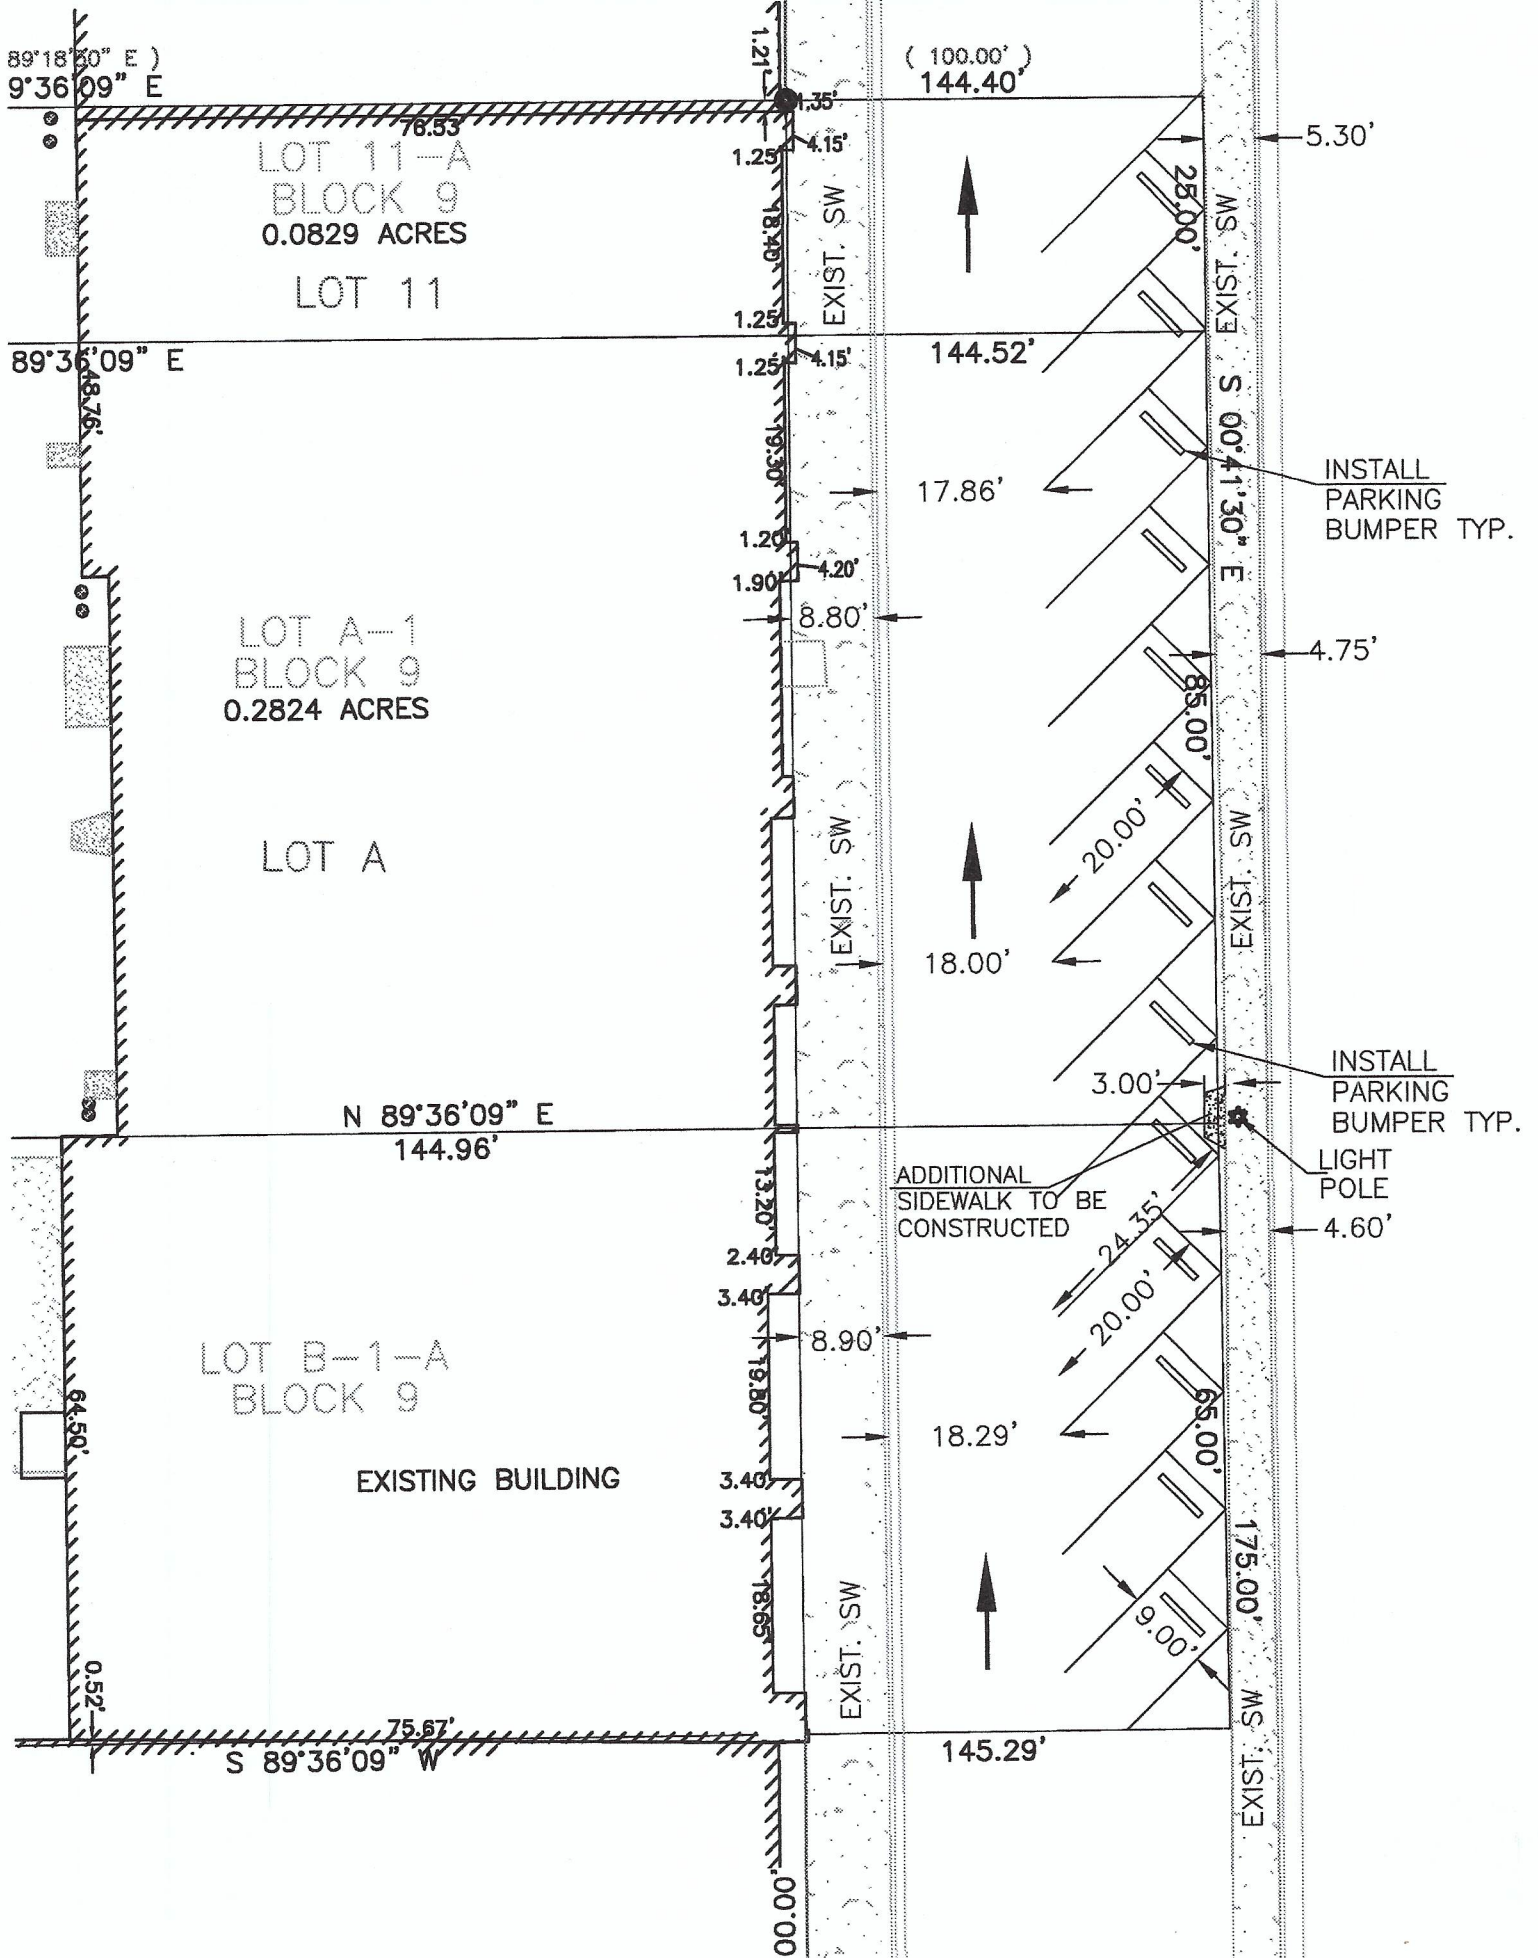 89°18'30" E )
9°36'09" E
1.21'
( 100.00' )
144.40'
1.35'
76.53'
4.15'
5.30'
LOT 11-A
BLOCK 9
0.0829 ACRES
LOT 11
1.25'
18.40'
EXIST. SW
25.00'
EXIST. SW
1.25'
89°36'09" E
4.15'
144.52'
1.25'
48.76'
19.30'
S 00°41'30" E
INSTALL
PARKING
BUMPER TYP.
17.86'
1.20'
4.20'
1.90'
8.80'
LOT A-1
BLOCK 9
0.2824 ACRES
4.75'
85.00'
LOT A
EXIST. SW
20.00'
EXIST. SW
18.00'
3.00'
INSTALL
PARKING
BUMPER TYP.
N 89°36'09" E
144.96'
LIGHT
POLE
ADDITIONAL
SIDEWALK TO BE
CONSTRUCTED
13.20'
24.35'
4.60'
2.40'
3.40'
20.00'
8.90'
LOT B-1-A
BLOCK 9
19.80'
64.50'
65.00'
18.29'
EXISTING BUILDING
3.40'
3.40'
175.00'
18.65'
EXIST. SW
9.00'
0.52'
EXIST. SW
75.67'
S 89°36'09" W
145.29'
00.00'